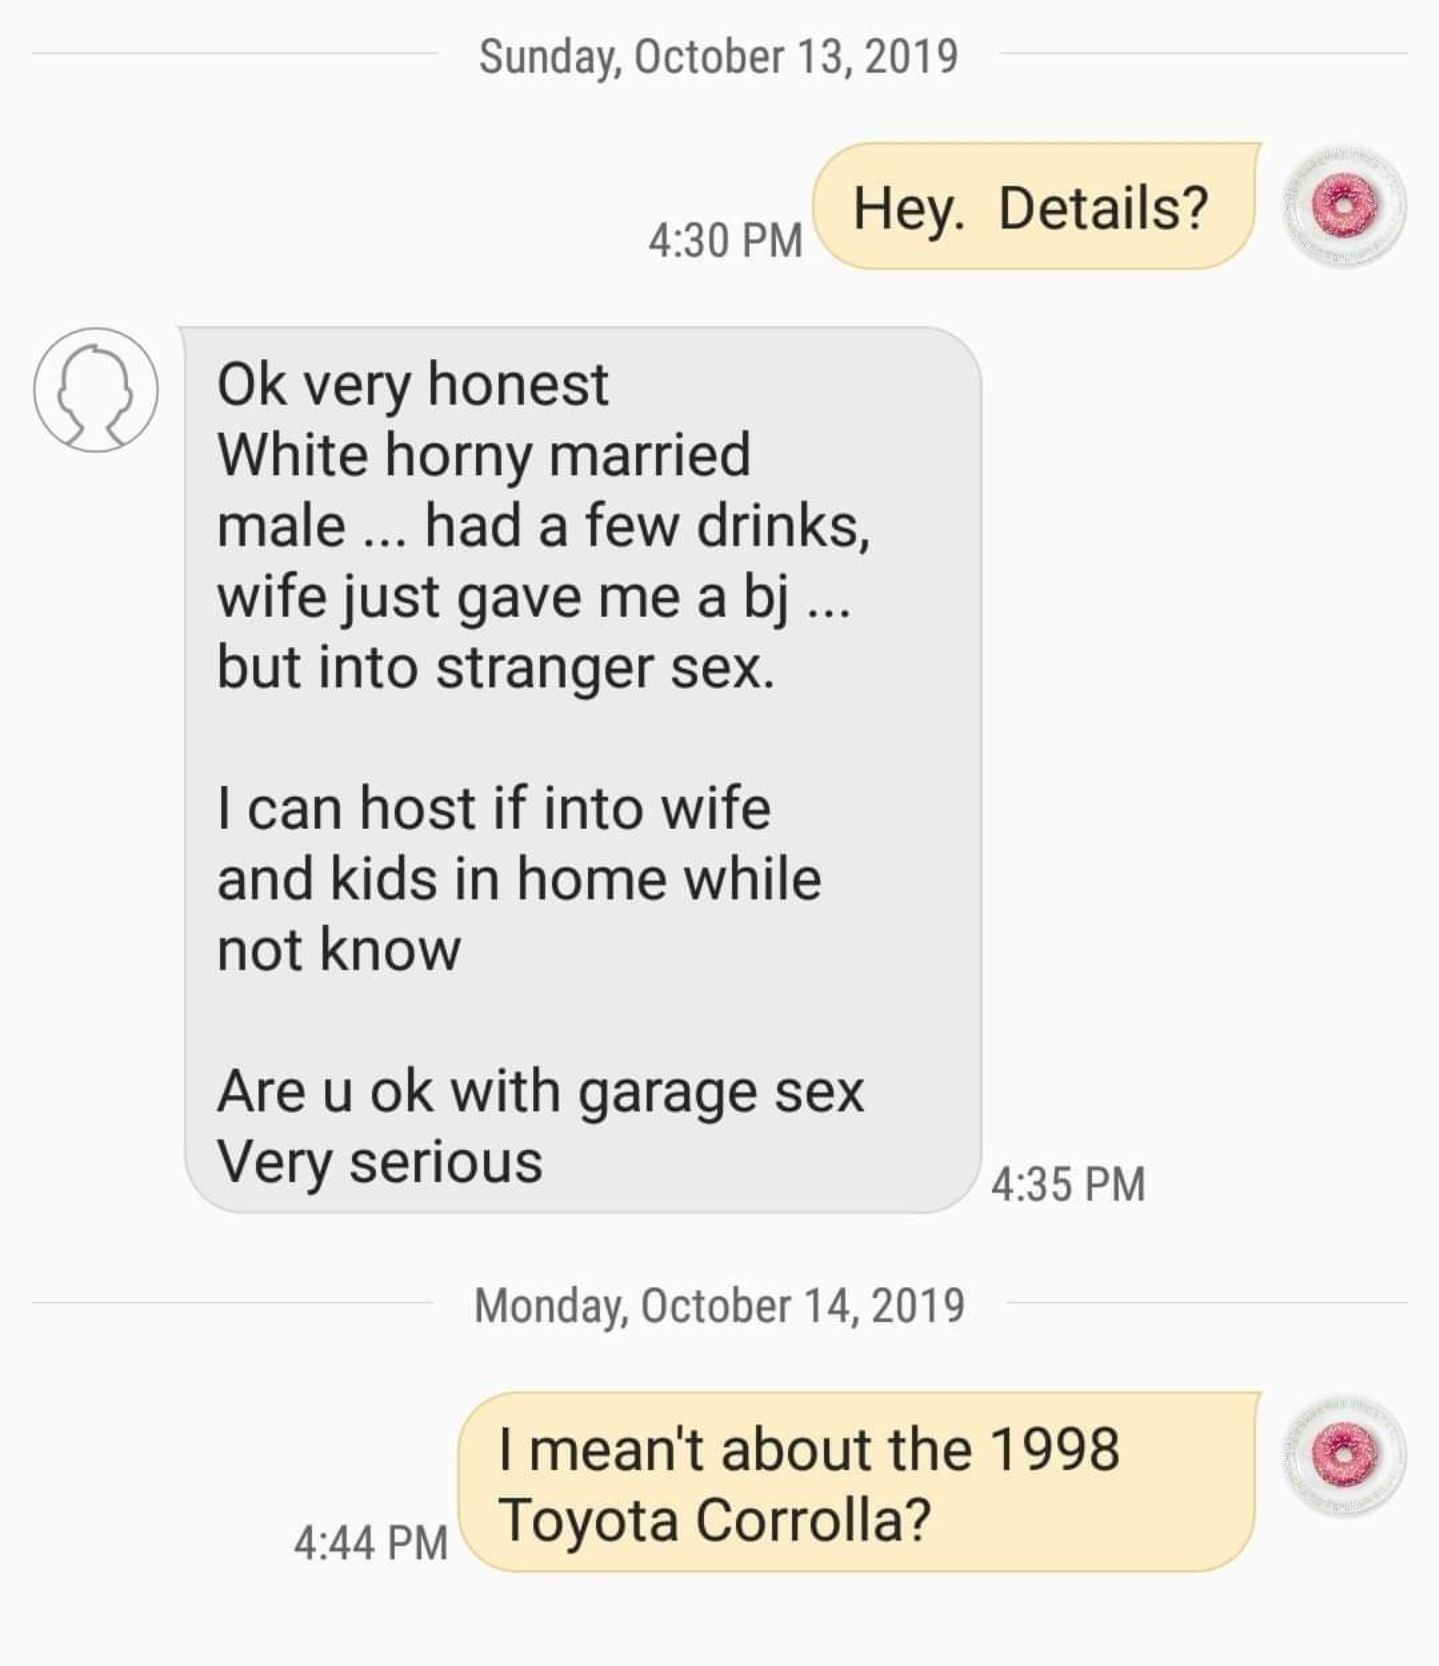 Sunday, October 13, 2019
Hey.  Details?
4:30 PM
Ok very honest
White horny married
male ... had a few drinks,
wife just gave me a bj ...
but into stranger sex.
I can host if into wife
and kids in home while
not know
Are u ok with garage sex
Very serious
4:35 PM
Monday, October 14, 2019
I mean't about the 1998
Toyota Corrolla?
4:44 PM